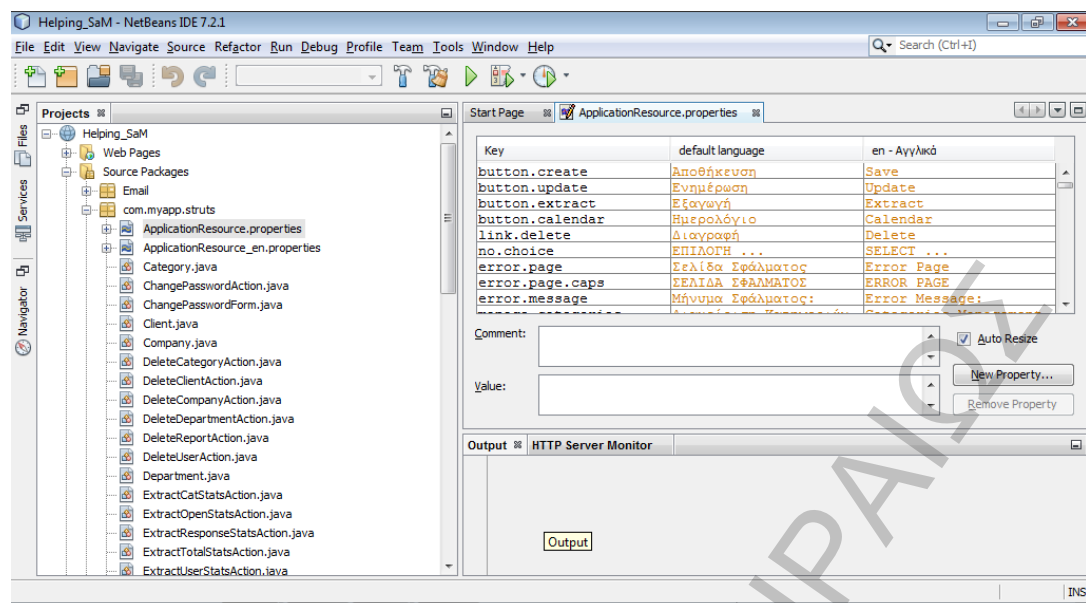 Helping_SaM - NetBeans IDE 7.2.1
File Edit View Navigate Source Refactor Run Debug Profile Team Tools Window Help
Search (Ctrl+I)
Files
Services
Navigator
Projects
Helping_SaM
Web Pages
Source Packages
Email
com.myapp.struts
ApplicationResource.properties
ApplicationResource_en.properties
Category.java
ChangePasswordAction.java
ChangePasswordForm.java
Client.java
Company.java
DeleteCategoryAction.java
DeleteClientAction.java
DeleteCompanyAction.java
DeleteDepartmentAction.java
DeleteReportAction.java
DeleteUserAction.java
Department.java
ExtractCatStatsAction.java
ExtractOpenStatsAction.java
ExtractResponseStatsAction.java
ExtractTotalStatsAction.java
ExtractUserStatsAction.java
Start Page ApplicationResource.properties
Key default language en - Αγγλικά
button.create Αποθήκευση Save
button.update Ενημέρωση Update
button.extract Εξαγωγή Extract
button.calendar Ημερολόγιο Calendar
link.delete Διαγραφή Delete
no.choice ΕΠΙΛΟΓΗ ... SELECT ...
error.page Σελίδα Σφάλματος Error Page
error.page.caps ΣΕΛΙΔΑ ΣΦΑΛΜΑΤΟΣ ERROR PAGE
error.message Μήνυμα Σφάλματος: Error Message:
Comment:
Auto Resize
Value:
New Property...
Remove Property
Output HTTP Server Monitor
Output
INS
ΙΡΑΙΩΣ